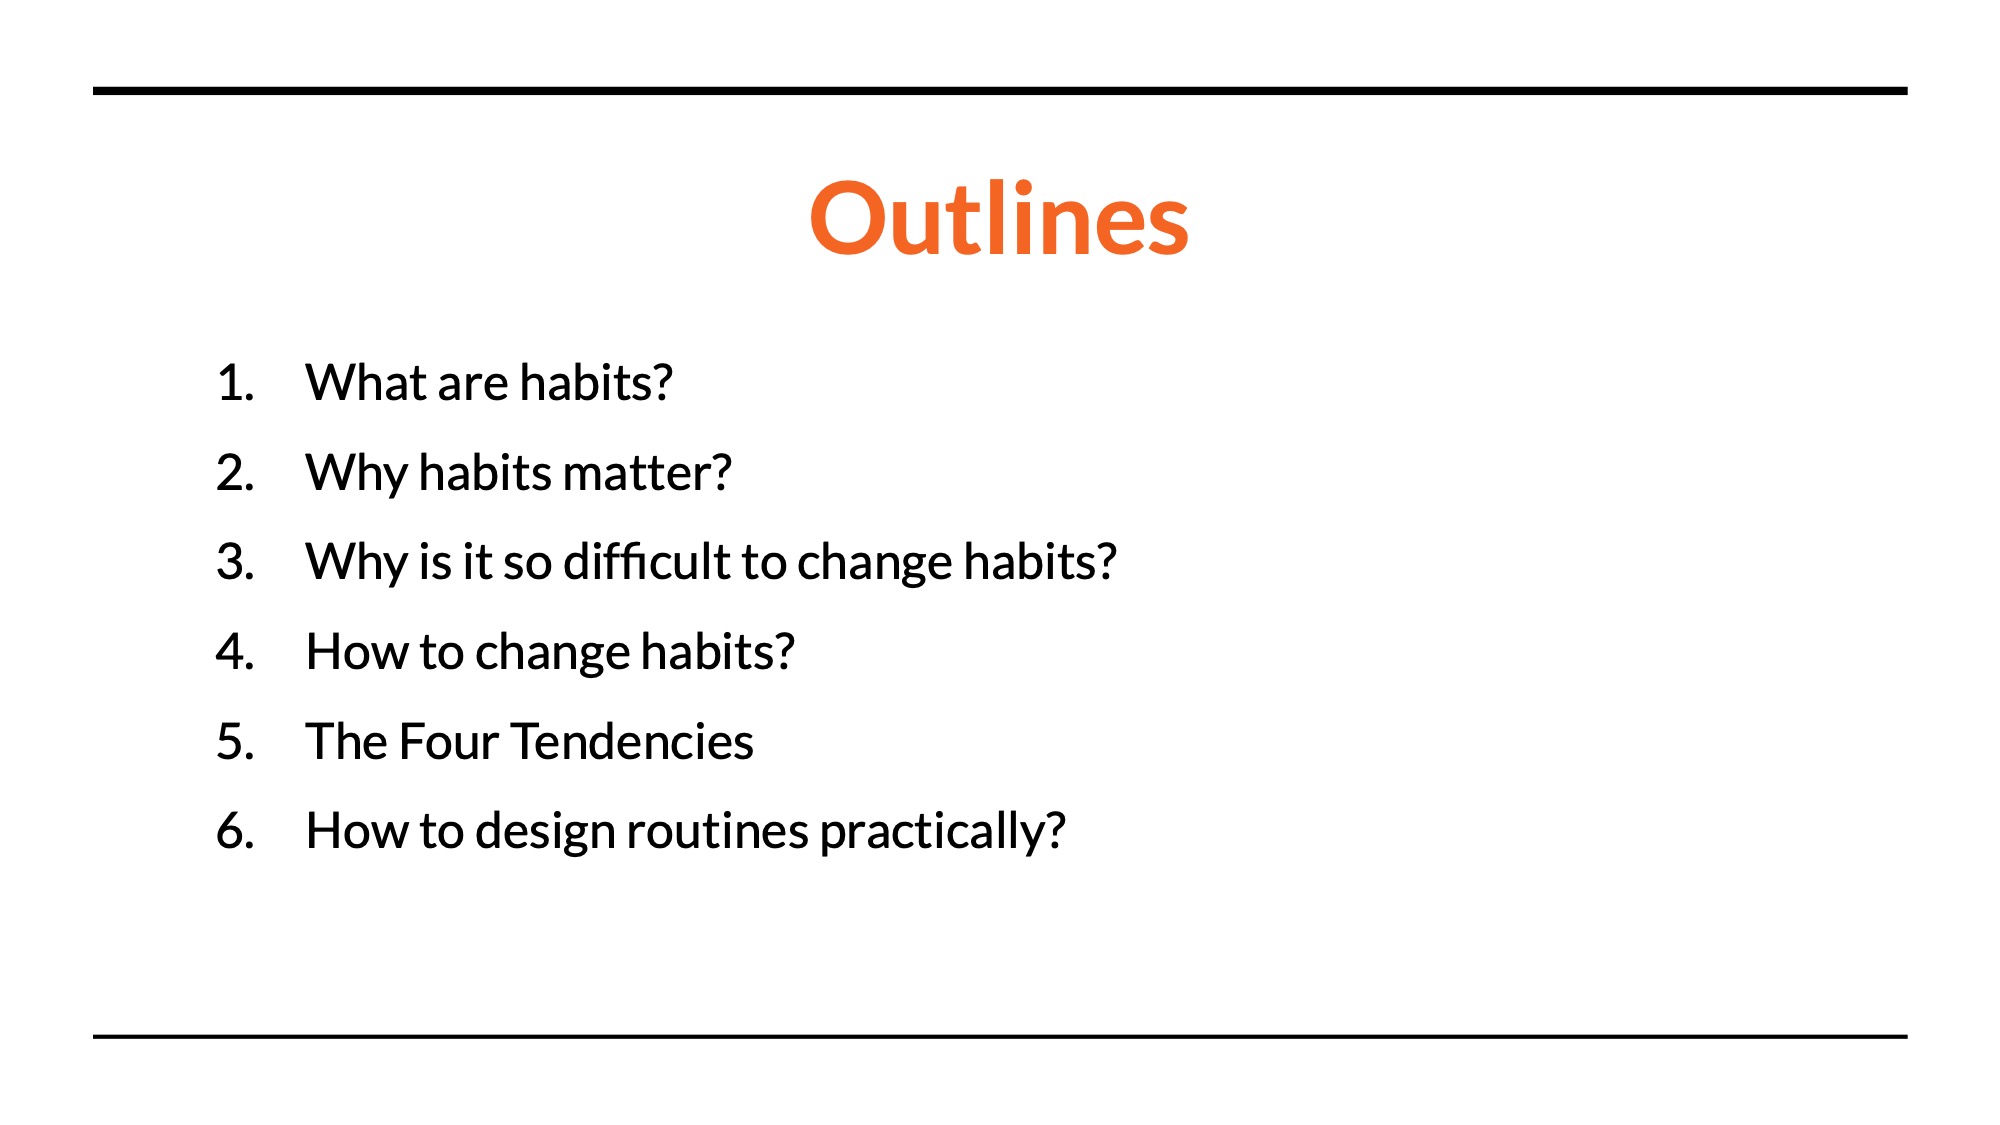 Outlines
1. What are habits?
2. Why habits matter?
3. Why is it so difficult to change habits?
4. How to change habits?
5. The Four Tendencies
6. How to design routines practically?